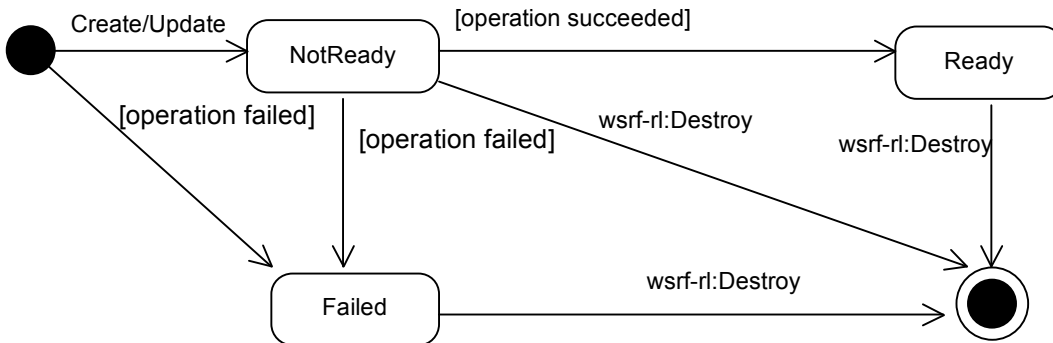 Create/Update
[operation succeeded]
NotReady
Ready
[operation failed]
[operation failed]
wsrf-rl:Destroy
wsrf-rl:Destroy
wsrf-rl:Destroy
Failed